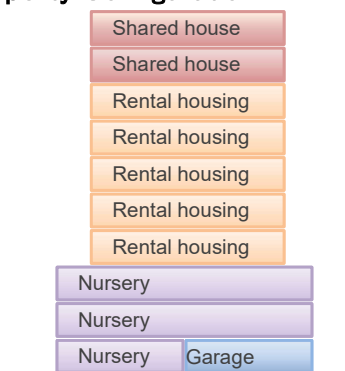 Shared house
Shared house
Rental housing
Rental housing
Rental housing
Rental housing
Rental housing
Nursery
Nursery
Nursery Garage